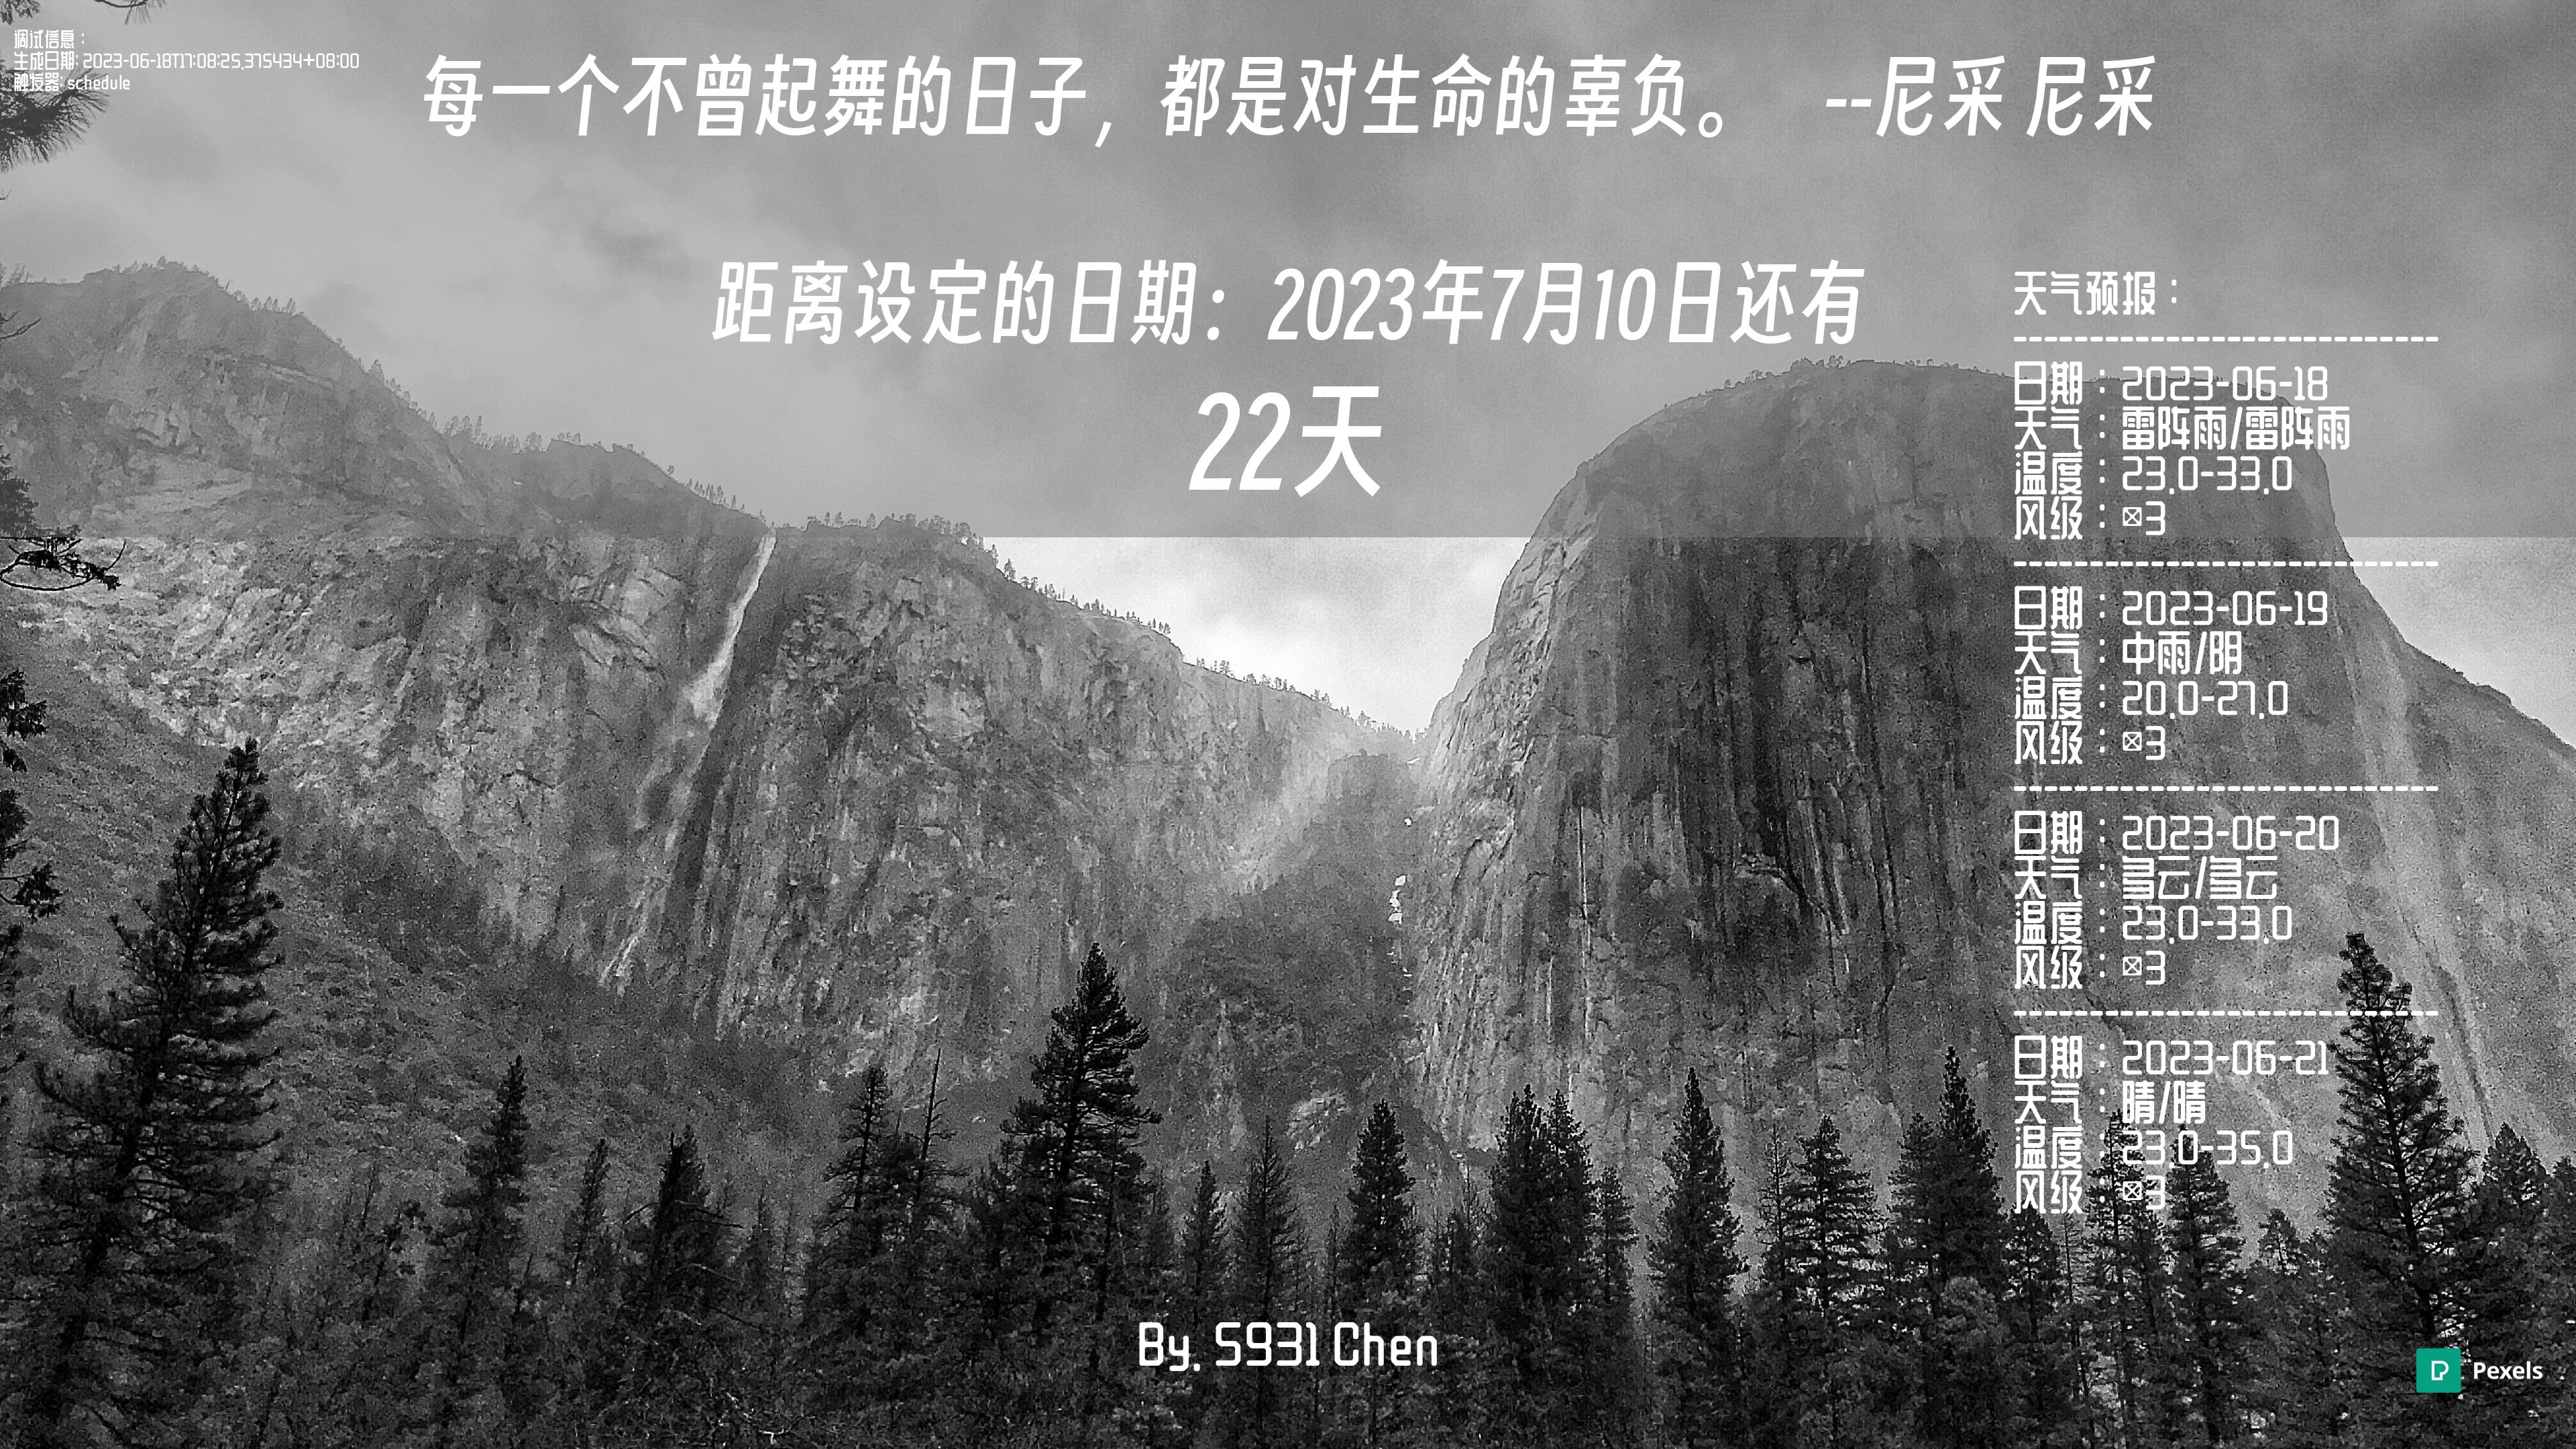 调试信息：
生成日期: 2023-06-18T17:08:25.375434+08:00
触发器: schedule
每一个不曾起舞的日子，都是对生命的辜负。 --尼采 尼采
距离设定的日期：2023年7月10日还有
22天
天气预报：
----------------------------
日期：2023-06-18
天气：雷阵雨/雷阵雨
温度：23.0-33.0
风级：3
----------------------------
日期：2023-06-19
天气：中雨/阴
温度：20.0-27.0
风级：3
----------------------------
日期：2023-06-20
天气：多云/多云
温度：23.0-33.0
风级：3
----------------------------
日期：2023-06-21
天气：晴/晴
温度：23.0-35.0
风级：3
By. S931 Chen
Pexels